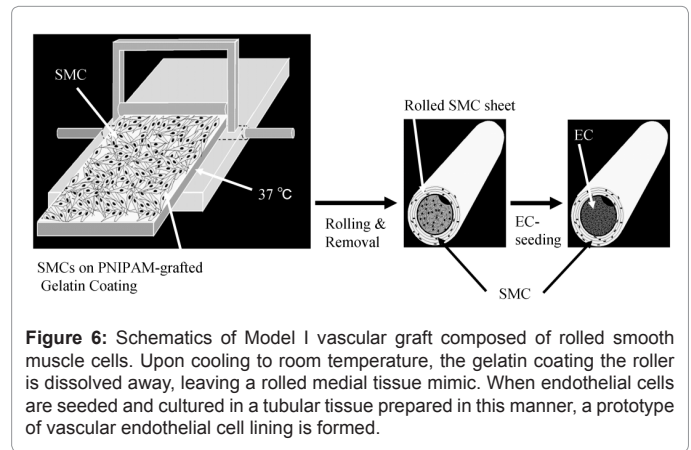 SMC
37 °C
SMCs on PNIPAM-grafted
Gelatin Coating
Rolling &
Removal
Rolled SMC sheet
EC
EC-
seeding
SMC
Figure 6: Schematics of Model I vascular graft composed of rolled smooth
muscle cells. Upon cooling to room temperature, the gelatin coating the roller
is dissolved away, leaving a rolled medial tissue mimic. When endothelial cells
are seeded and cultured in a tubular tissue prepared in this manner, a prototype
of vascular endothelial cell lining is formed.